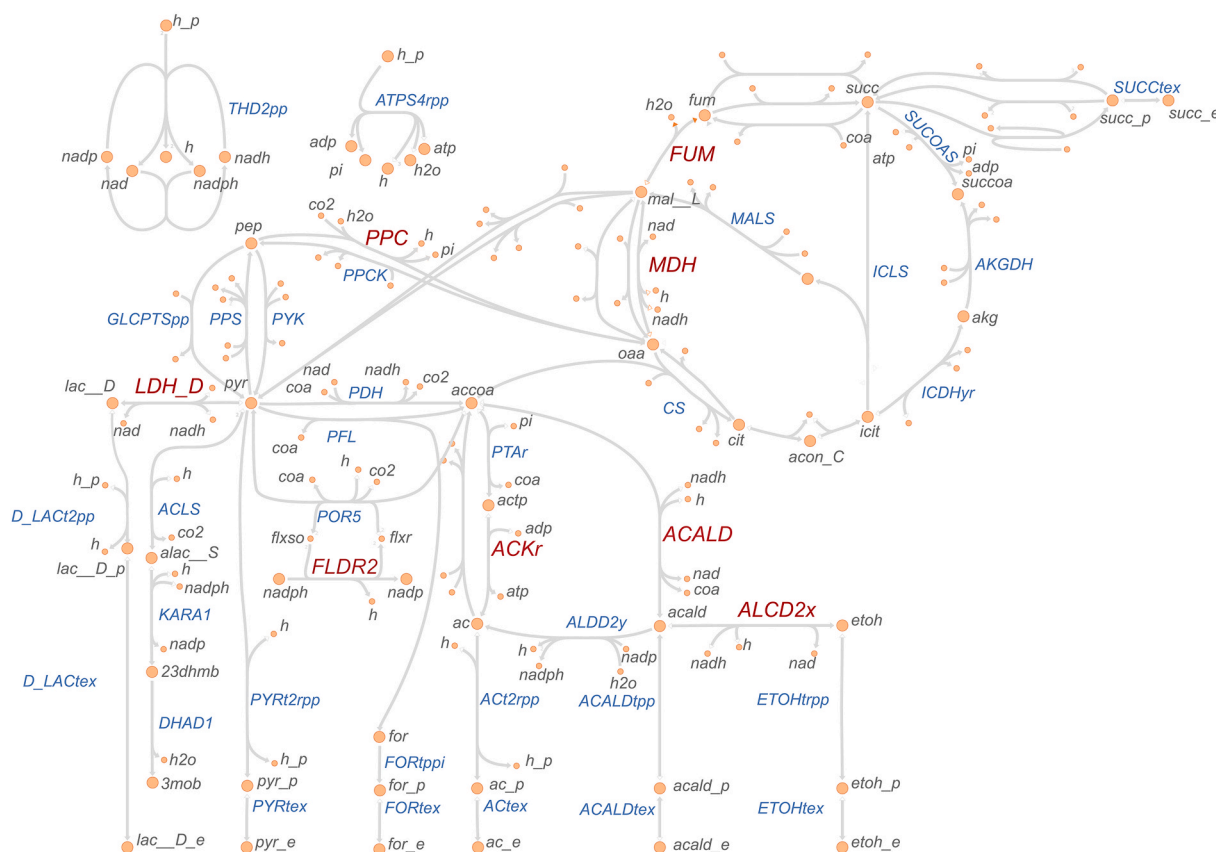 h_p
h_p
THD2pp
ATPS4rpp
nadp
h
nadh
nad
nadph
adp
atp
pi
h
h2o
h2o
fum
succ
SUCCtex
succ_p
succ_e
coa
atp
SUCOAS
pi
adp
succoa
FUM
mal__L
co2
h2o
PPC
h
pi
pep
PPCK
nad
MDH
h
nadh
MALS
ICLS
AKGDH
GLCPTSpp
PPS
PYK
oaa
akg
lac__D
LDH_D
pyr
nad
coa
PDH
nadh
co2
accoa
nad
nadh
CS
cit
acon_C
icit
ICDHyr
coa
PFL
PTAr
pi
h_p
D_LACt2pp
h
lac__D_p
h
ACLS
co2
alac__S
coa
h
co2
POR5
flxso
flxr
FLDR2
nadph
nadp
h
coa
actp
adp
ACKr
atp
nadh
h
ACALD
nad
coa
h
nadph
KARA1
nadp
23dhmb
ac
ALDD2y
acald
ALCD2x
etoh
h
nadph
nadp
h2o
nadh
h
nad
D_LACtex
DHAD1
h2o
3mob
h
PYRt2rpp
h_p
pyr_p
PYRtex
for
FORtppi
for_p
FORtex
h
ACt2rpp
h_p
ac_p
ACtex
ACALDtpp
acald_p
ACALDtex
ETOHtrpp
etoh_p
ETOHtex
lac__D_e
pyr_e
for_e
ac_e
acald_e
etoh_e